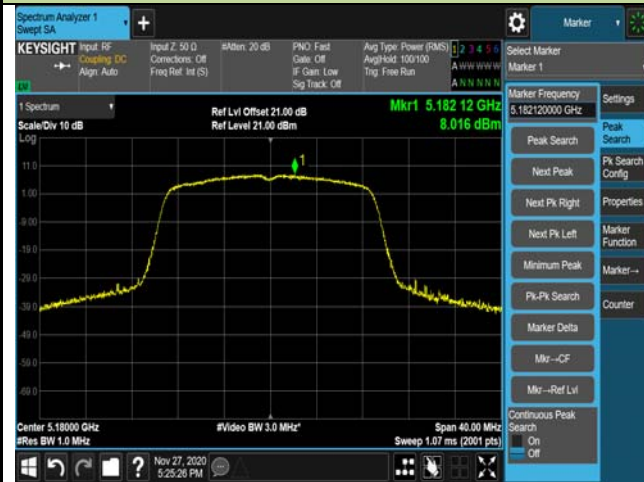 Spectrum Analyzer 1
Swept SA
+
Marker
KEYSIGHT
Input: RF
Coupling: DC
Align: Auto
Input Z: 50 Ω
Corrections: Off
Freq Ref: Int (S)
#Atten: 20 dB
PNO: Fast
Gate: Off
IF Gain: Low
Sig Track: Off
Avg Type: Power (RMS)
Avg|Hold: 100/100
Trig: Free Run
1 2 3 4 5 6
A W W W W W
A N N N N N
Select Marker
Marker 1
1 Spectrum
Scale/Div 10 dB
Log
Ref Lvl Offset 21.00 dB
Ref Level 21.00 dBm
Mkr1 5.182 12 GHz
8.016 dBm
1
11.0
1.00
-9.00
-19.0
-29.0
-39.0
-49.0
-59.0
-69.0
Center 5.18000 GHz
#Res BW 1.0 MHz
#Video BW 3.0 MHz*
Span 40.00 MHz
Sweep 1.07 ms (2001 pts)
Marker Frequency
5.182120000 GHz
Peak Search
Next Peak
Next Pk Right
Next Pk Left
Minimum Peak
Pk-Pk Search
Marker Delta
Mkr→CF
Mkr→Ref Lvl
Continuous Peak
Search
On
Off
Settings
Peak
Search
Pk Search
Config
Properties
Marker
Function
Marker→
Counter
?
Nov 27, 2020
5:25:26 PM